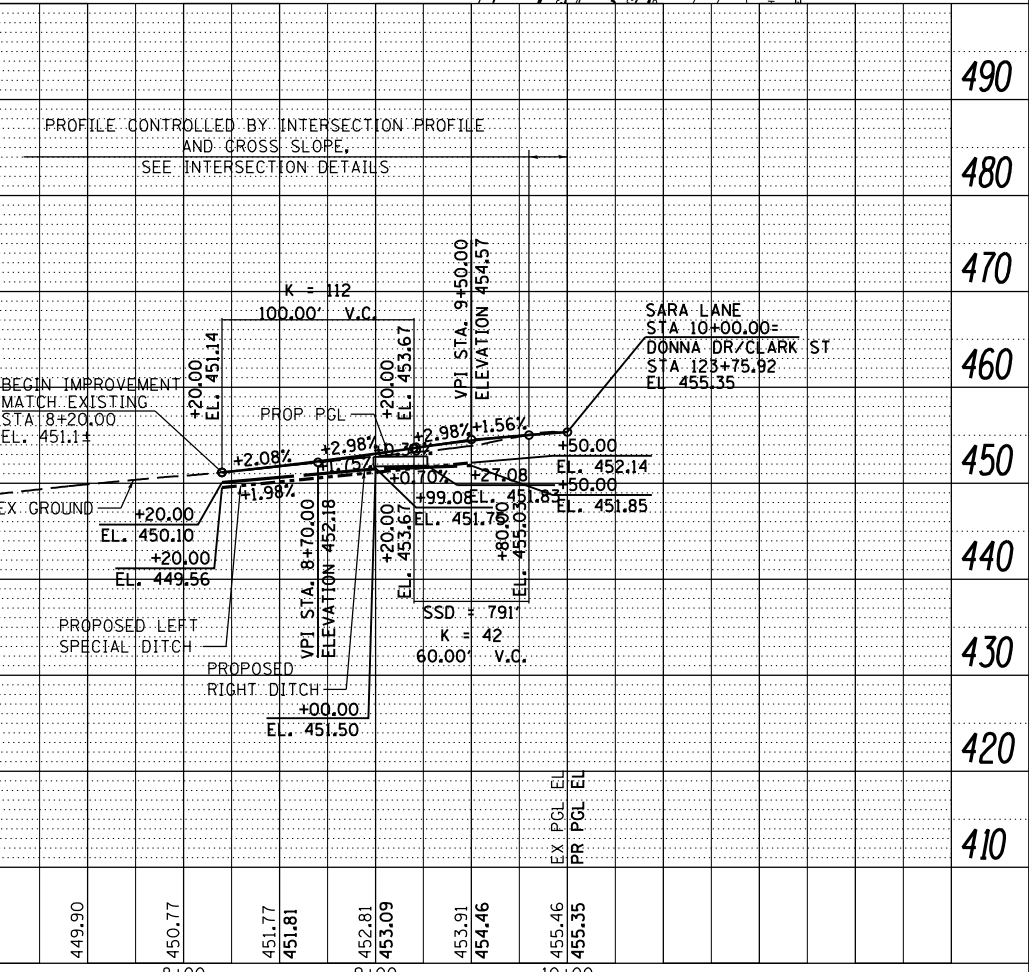 490
480
470
460
450
440
430
420
410
PROFILE CONTROLLED BY INTERSECTION PROFILE
AND CROSS SLOPE,
SEE INTERSECTION DETAILS
K = 112
100.00' V.C.
+20.00
EL. 451.14
+20.00
EL. 453.67
VPI STA. 9+50.00
ELEVATION 454.57
SARA LANE
STA 10+00.00=
DONNA DR/CLARK ST
STA 123+75.92
EL 455.35
BEGIN IMPROVEMENT
MATCH EXISTING
STA 8+20.00
EL. 451.1±
PROP PGL
+2.08%
+2.98%
+2.98%
+1.56%
+1.98%
+0.70%
EX GROUND
+20.00
EL. 450.10
+20.00
EL. 449.56
+50.00
EL. 452.14
+27.08
EL. 451.83
+50.00
EL. 451.85
+99.08
EL. 451.75
VPI STA. 8+70.00
ELEVATION 452.18
+20.00
EL. 453.67
+80.00
EL. 455.03
SSD = 791'
K = 42
60.00' V.C.
PROPOSED LEFT
SPECIAL DITCH
PROPOSED
RIGHT DITCH
+00.00
EL. 451.50
EX PGL EL
PR PGL EL
449.90
450.77
451.77
451.81
452.81
453.09
453.91
454.46
455.46
455.35
10+00